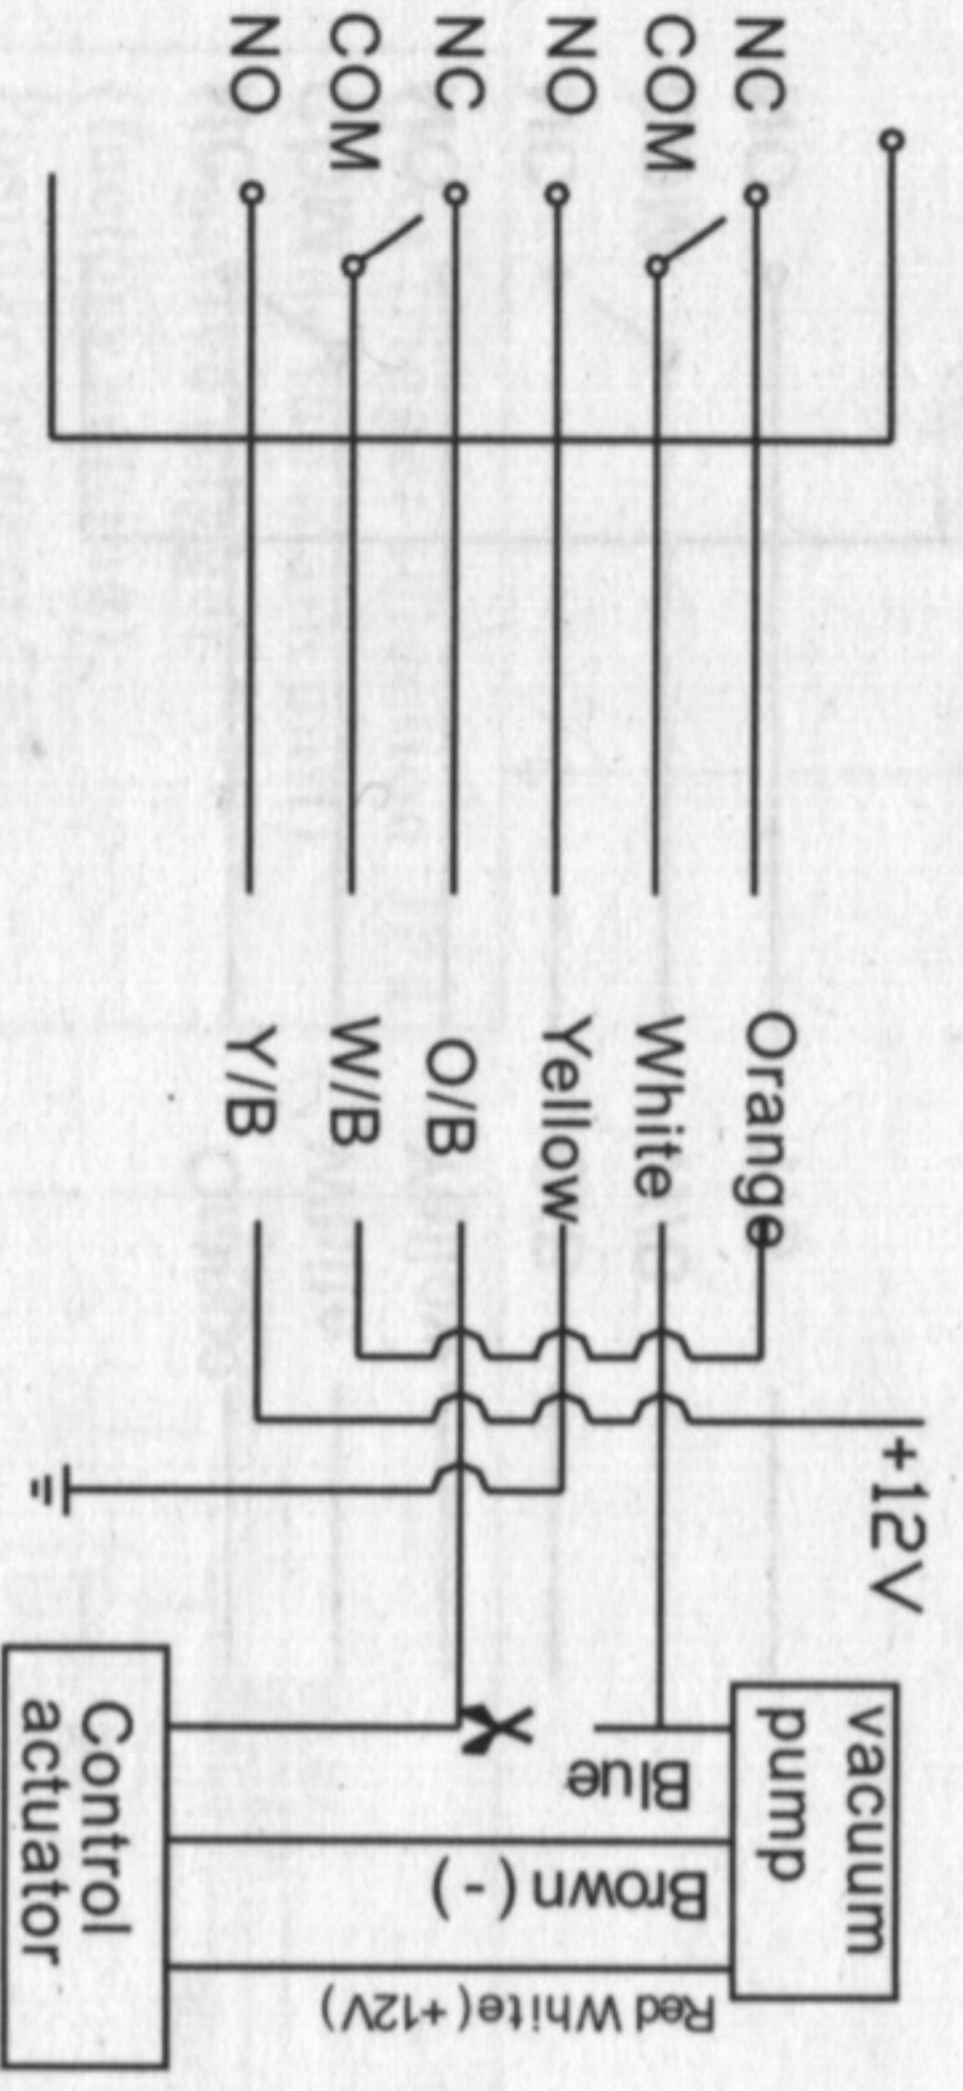 NC
COM
NO
NC
COM
NO
Orange
White
Yellow
O/B
W/B
Y/B
+12V
vacuum
pump
Blue
Brown (-)
Red White (+12V)
Control
actuator